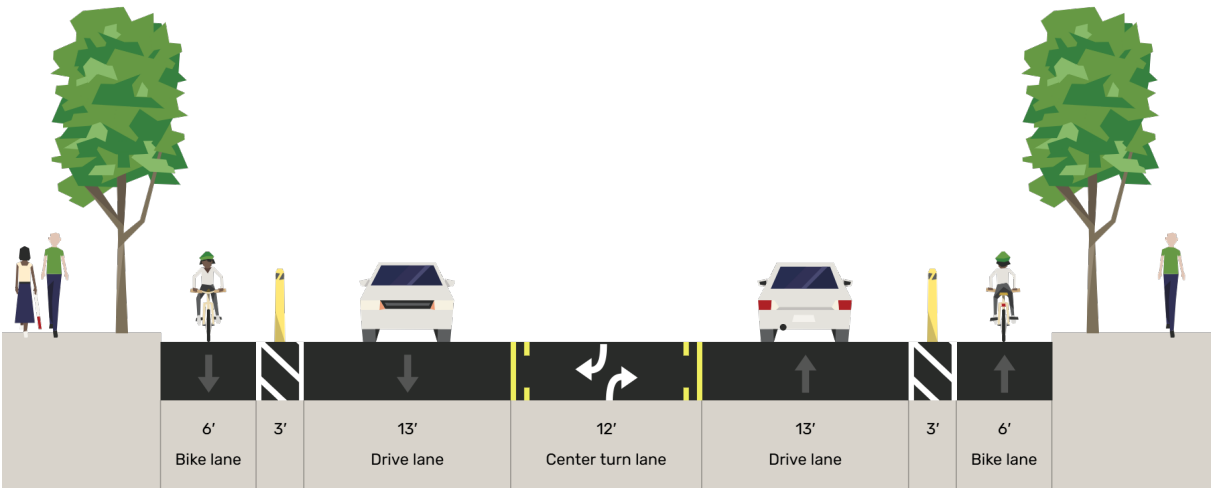 6′
3′
13′
12′
13′
3′
6′
Bike lane
Drive lane
Center turn lane
Drive lane
Bike lane